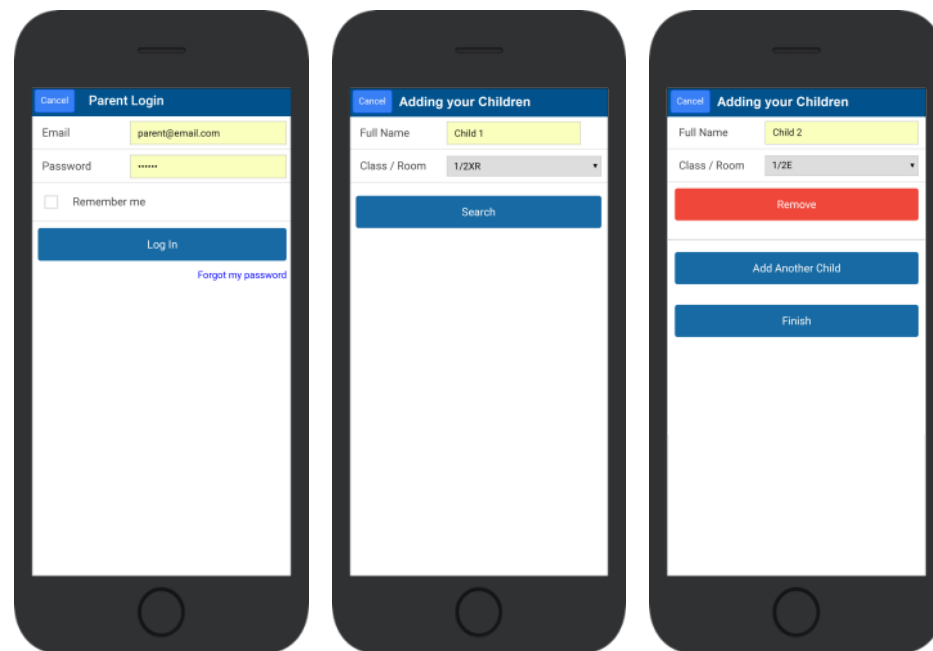 Cancel Parent Login
Email parent@email.com
Password ••••••
Remember me
Log In
Forgot my password
Cancel Adding your Children
Full Name Child 1
Class / Room 1/2XR
Search
Cancel Adding your Children
Full Name Child 2
Class / Room 1/2E
Remove
Add Another Child
Finish